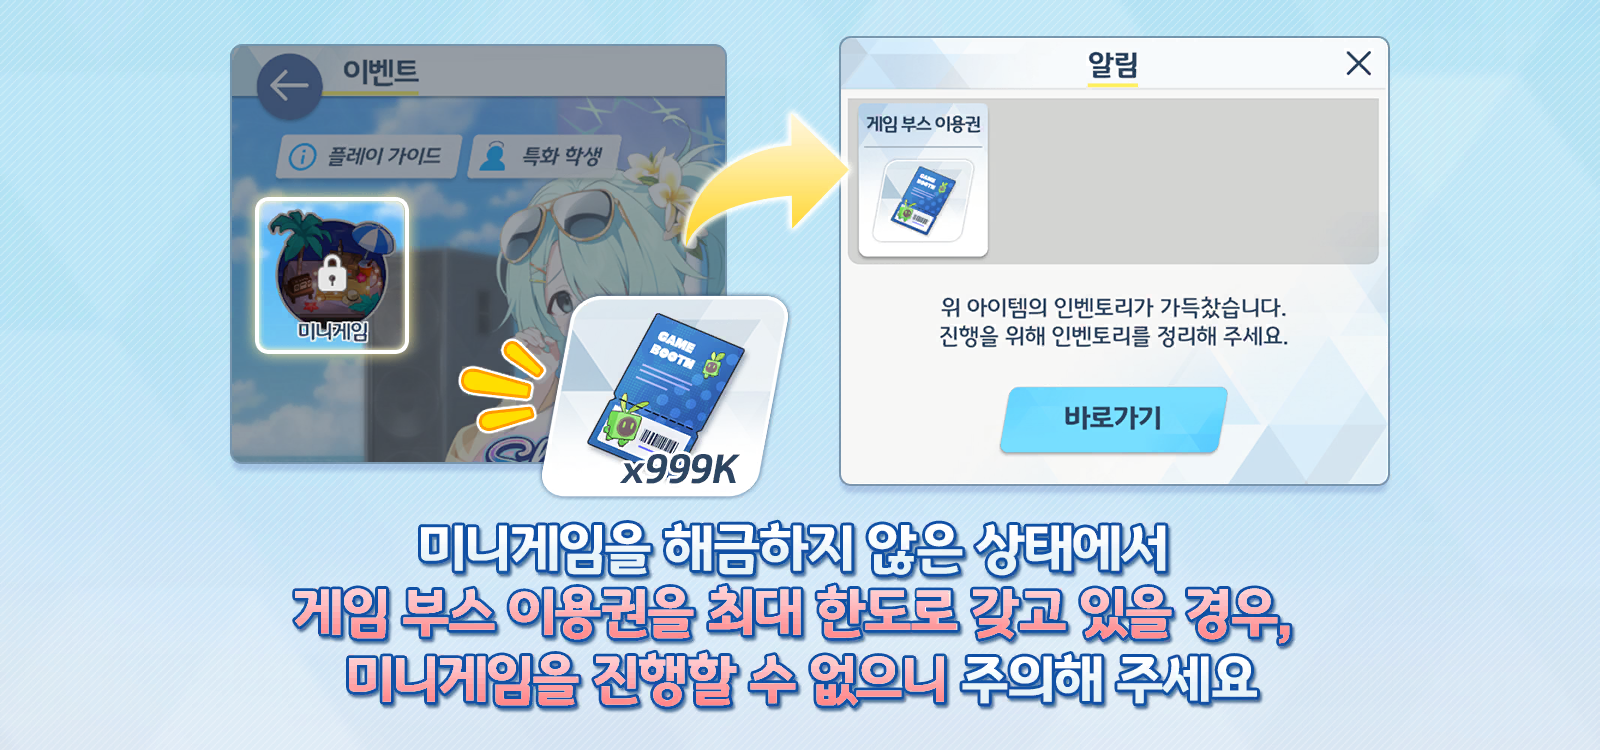 이벤트
플레이 가이드
특화 학생
미니게임
GAME
BOOTH
x999K
알림
게임 부스 이용권
GAME
BOOTH
위 아이템의 인벤토리가 가득찼습니다.
진행을 위해 인벤토리를 정리해 주세요.
바로가기
미니게임을 해금하지 않은 상태에서
게임 부스 이용권을 최대 한도로 갖고 있을 경우,
미니게임을 진행할 수 없으니 주의해 주세요